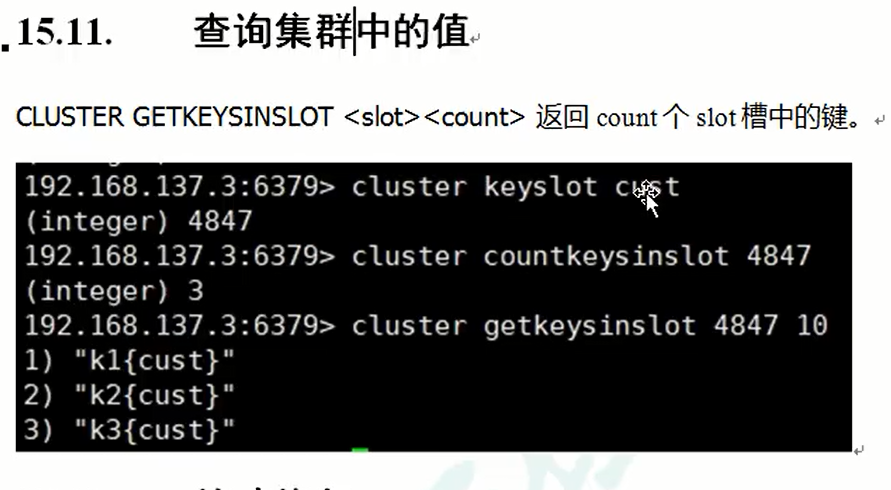 15.11. 查询集群中的值
CLUSTER GETKEYSINSLOT <slot><count> 返回 count 个 slot 槽中的键。
192.168.137.3:6379> cluster keyslot cust
(integer) 4847
192.168.137.3:6379> cluster countkeysinslot 4847
(integer) 3
192.168.137.3:6379> cluster getkeysinslot 4847 10
1) "k1{cust}"
2) "k2{cust}"
3) "k3{cust}"